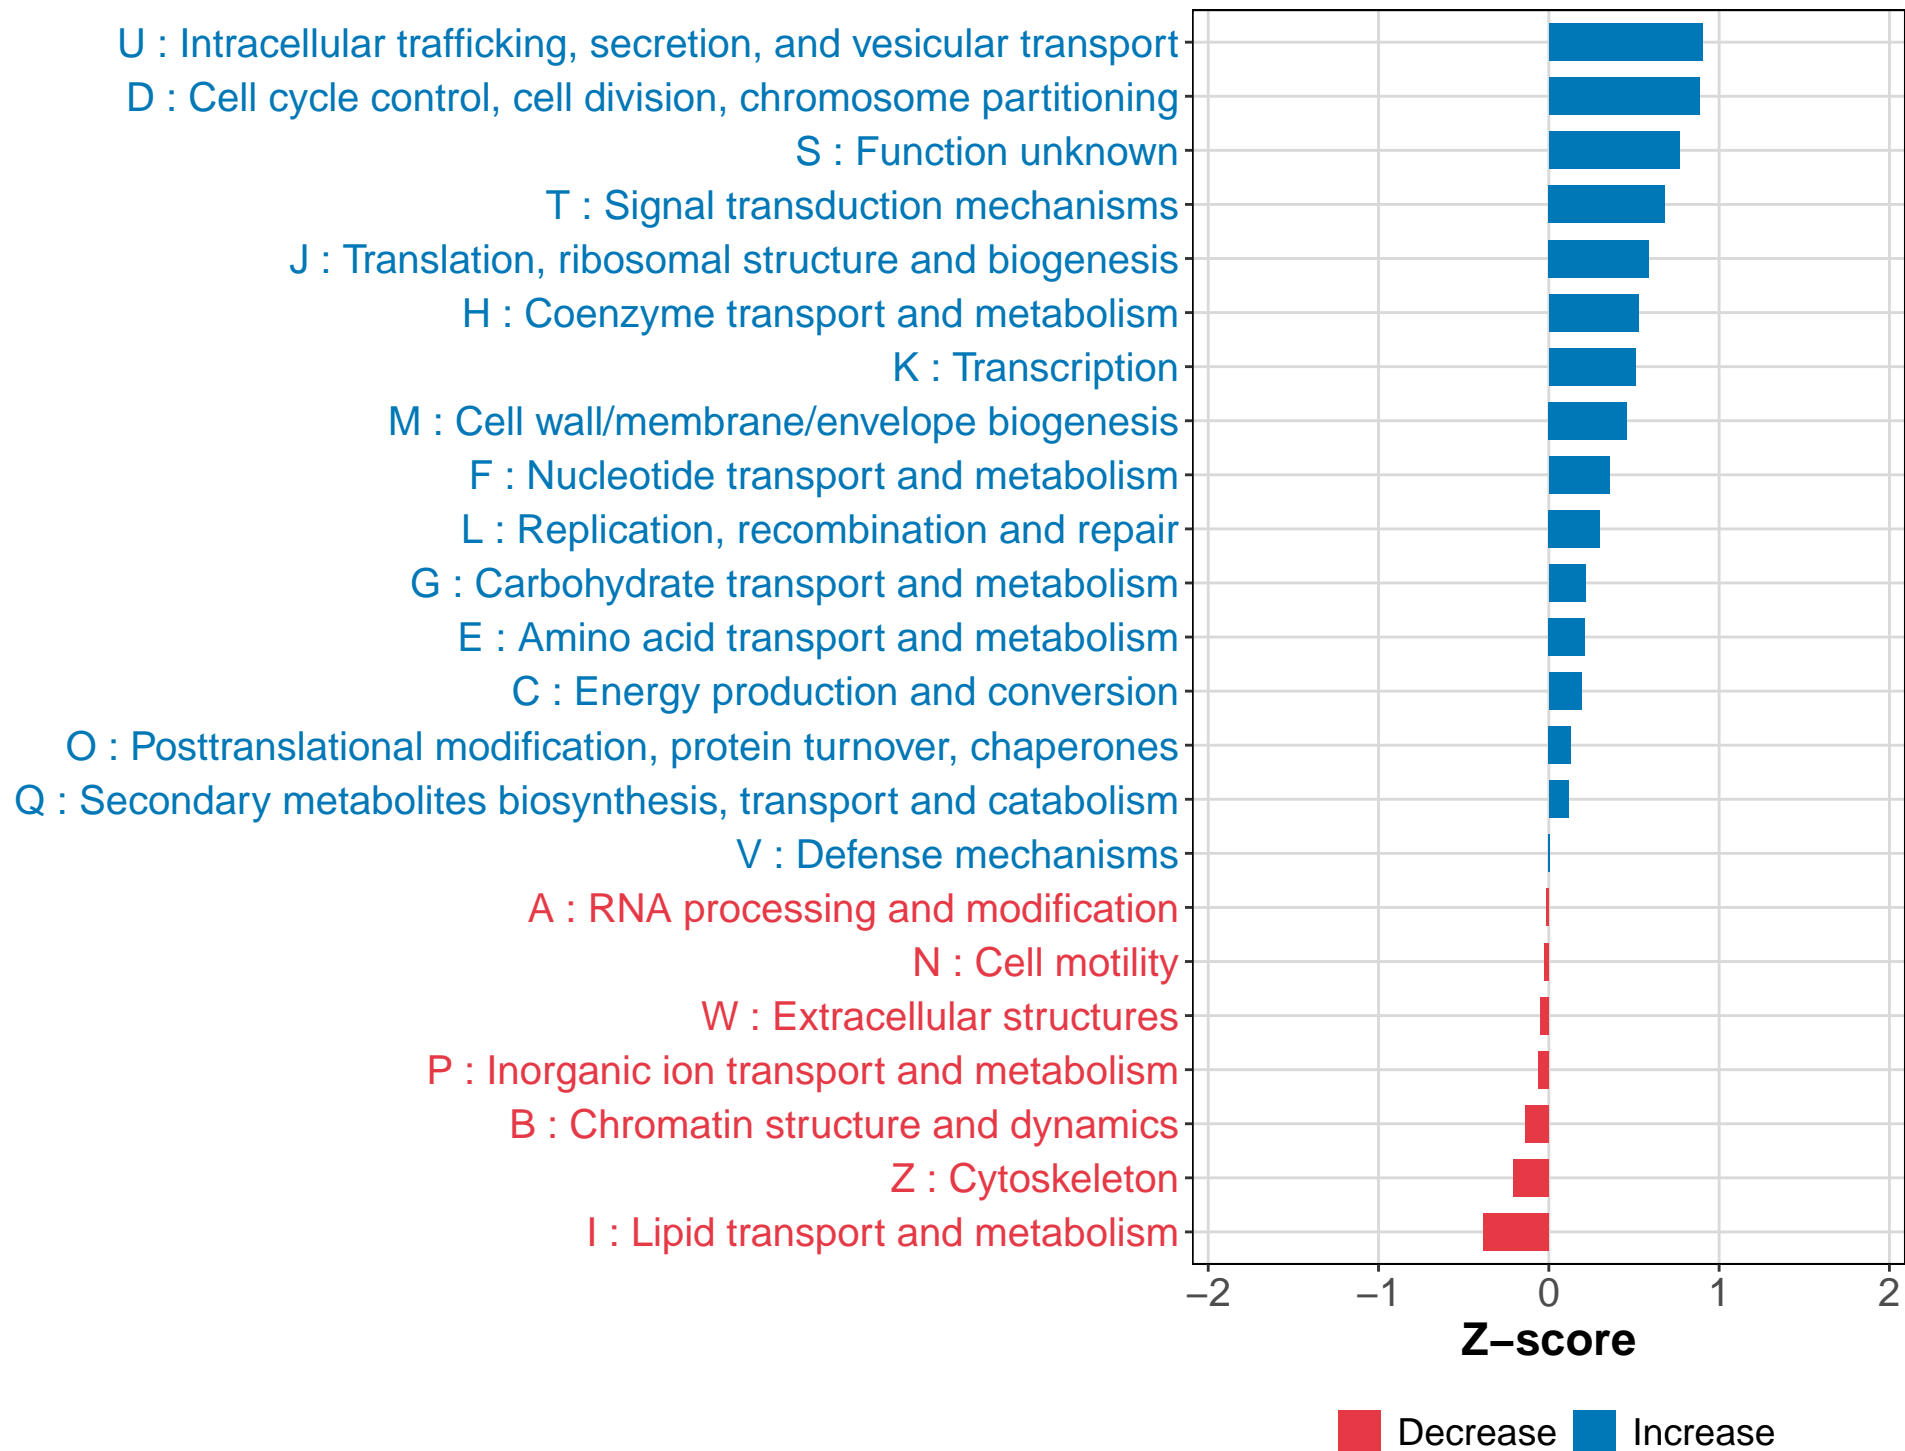 U : Intracellular trafficking, secretion, and vesicular transport
D : Cell cycle control, cell division, chromosome partitioning
S : Function unknown
T : Signal transduction mechanisms
J : Translation, ribosomal structure and biogenesis
H : Coenzyme transport and metabolism
K : Transcription
M : Cell wall/membrane/envelope biogenesis
F : Nucleotide transport and metabolism
L : Replication, recombination and repair
G : Carbohydrate transport and metabolism
E : Amino acid transport and metabolism
C : Energy production and conversion
O : Posttranslational modification, protein turnover, chaperones
Q : Secondary metabolites biosynthesis, transport and catabolism
V : Defense mechanisms
A : RNA processing and modification
N : Cell motility
W : Extracellular structures
P : Inorganic ion transport and metabolism
B : Chromatin structure and dynamics
Z : Cytoskeleton
I : Lipid transport and metabolism
−2 −1 0 1 2
Z−score
Decrease Increase